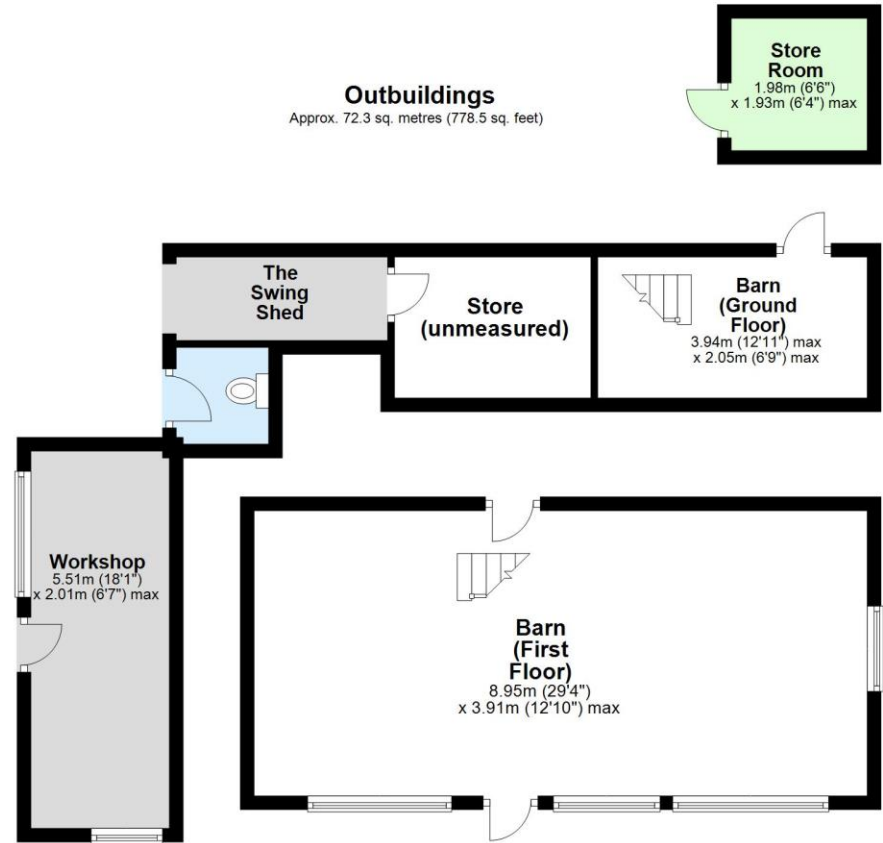 Outbuildings
Approx. 72.3 sq. metres (778.5 sq. feet)
Store
Room
1.98m (6'6")
x 1.93m (6'4") max
The
Swing
Shed
Store
(unmeasured)
Barn
(Ground
Floor)
3.94m (12'11") max
x 2.05m (6'9") max
Workshop
5.51m (18'1")
x 2.01m (6'7") max
Barn
(First
Floor)
8.95m (29'4")
x 3.91m (12'10") max